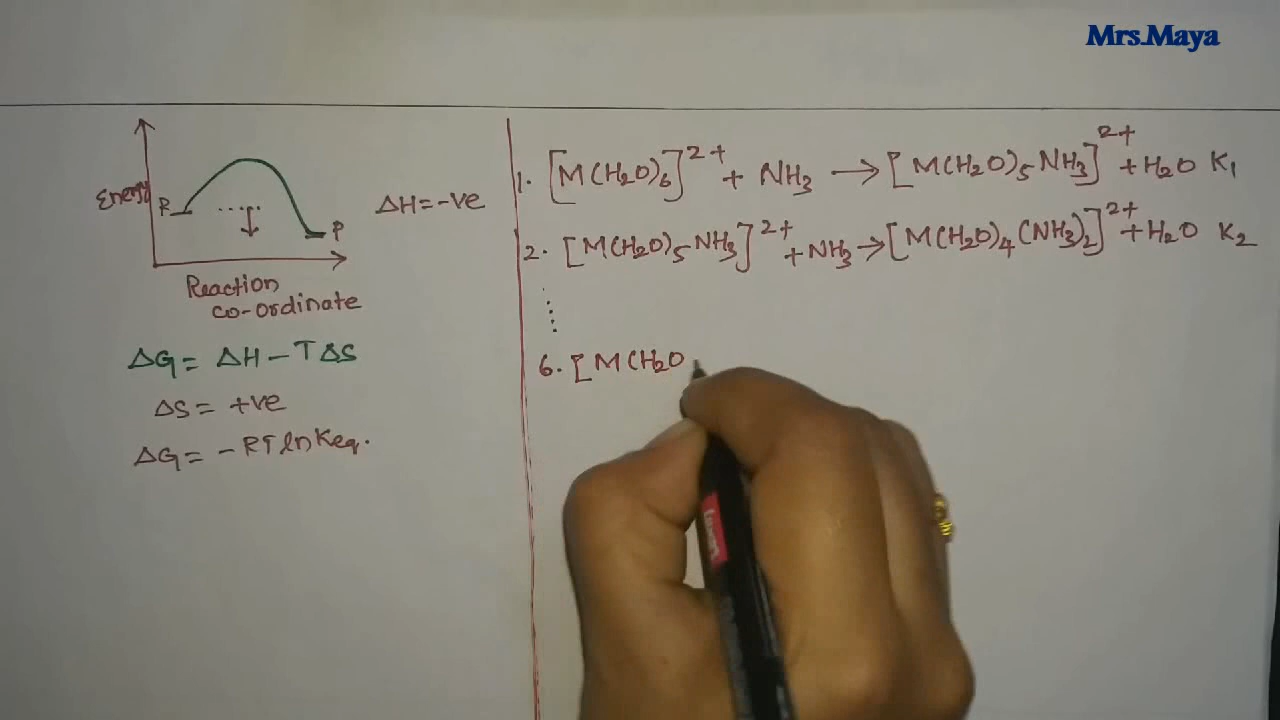 Mrs.Maya
Energy
R
P
ΔH=-ve
Reaction
co-ordinate
ΔG= ΔH-TΔS
ΔS= +ve
ΔG= -RT ln Keq.
1. [M(H₂O)₆]²⁺ + NH₃ → [M(H₂O)₅NH₃]²⁺ + H₂O K₁
2. [M(H₂O)₅NH₃]²⁺ + NH₃ → [M(H₂O)₄(NH₃)₂]²⁺ + H₂O K₂
6. [M(H₂O